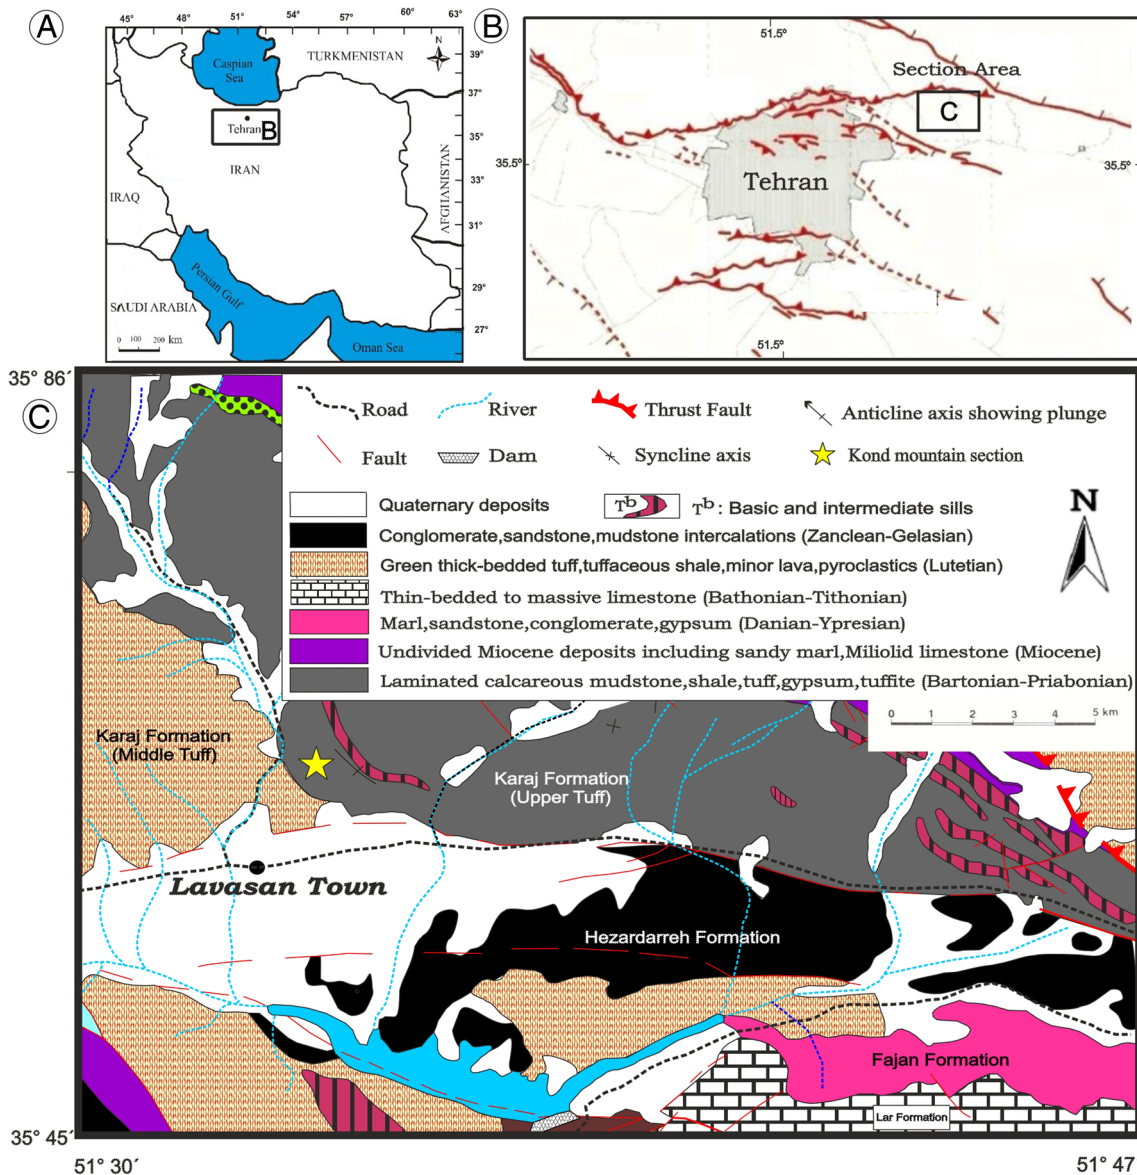 A
45°
48°
51°
54°
57°
60°
63°
Caspian
Sea
TURKMENISTAN
N
39°
37°
35°
33°
31°
29°
27°
Tehran
B
IRAN
IRAQ
AFGHANISTAN
Persian Gulf
SAUDI ARABIA
Oman Sea
0 100 200 km
B
51.5°
Section Area
C
35.5°
35.5°
Tehran
51.5°
C
35° 86'
Road
River
Thrust Fault
Anticline axis showing plunge
Fault
Dam
Syncline axis
Kond mountain section
Quaternary deposits
Tb
Tb : Basic and intermediate sills
Conglomerate,sandstone,mudstone intercalations (Zanclean-Gelasian)
Green thick-bedded tuff,tuffaceous shale,minor lava,pyroclastics (Lutetian)
Thin-bedded to massive limestone (Bathonian-Tithonian)
Marl,sandstone,conglomerate,gypsum (Danian-Ypresian)
Undivided Miocene deposits including sandy marl,Miliolid limestone (Miocene)
Laminated calcareous mudstone,shale,tuff,gypsum,tuffite (Bartonian-Priabonian)
N
0 1 2 3 4 5 km
Karaj Formation
(Middle Tuff)
Karaj Formation
(Upper Tuff)
Lavasan Town
Hezardarreh Formation
Fajan Formation
Lar Formation
35° 45'
51° 30'
51° 47'